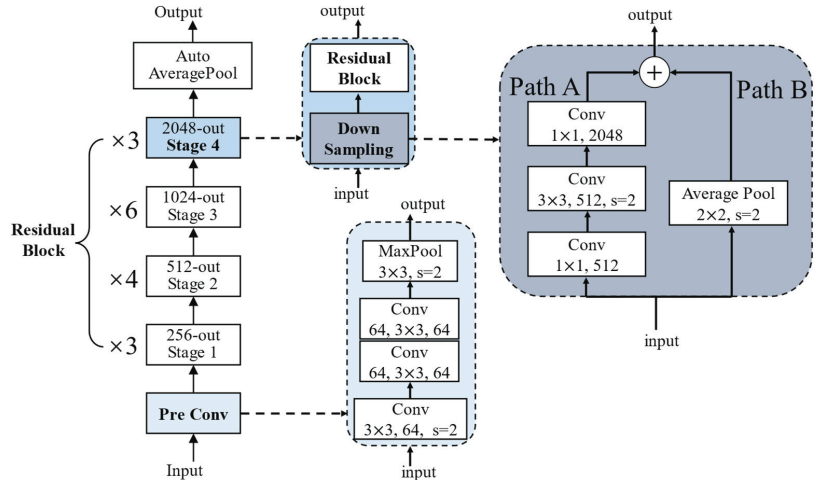 Output
Auto
AveragePool
×3
2048-out
Stage 4
×6
1024-out
Stage 3
Residual
Block
×4
512-out
Stage 2
×3
256-out
Stage 1
Pre Conv
Input
output
Residual
Block
Down
Sampling
input
output
MaxPool
3×3, s=2
Conv
64, 3×3, 64
Conv
64, 3×3, 64
Conv
3×3, 64, s=2
input
output
+
Path A
Path B
Conv
1×1, 2048
Conv
3×3, 512, s=2
Average Pool
2×2, s=2
Conv
1×1, 512
input